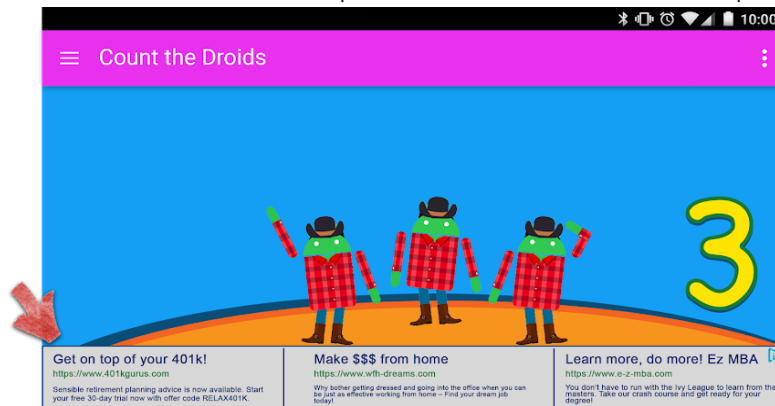 10:00
Count the Droids
3
Get on top of your 401k!
https://www.401kgurus.com
Sensible retirement planning advice is now available. Start
your free 30-day trial now with offer code RELAX401K.
Make $$$ from home
https://www.wfh-dreams.com
Why bother getting dressed and going into the office when you can
be just as effective working from home – Find your dream job
today!
Learn more, do more! Ez MBA
https://www.e-z-mba.com
You don't have to run with the Ivy League to learn from the
masters. Take our crash course and get ready for your
degree!